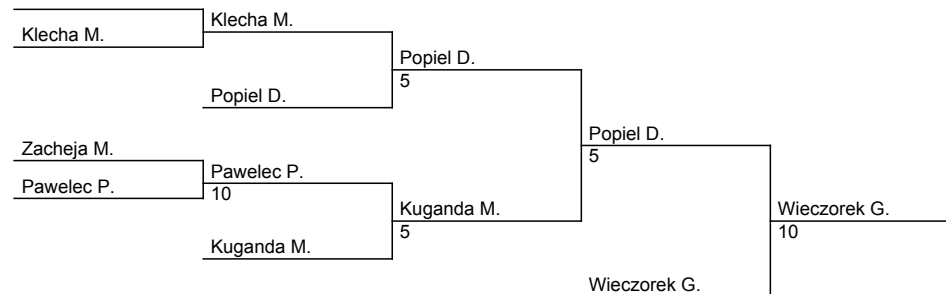 Klecha M.
Klecha M.
Popiel D.
5
Popiel D.
Popiel D.
5
Zacheja M.
Pawelec P.
10
Pawelec P.
Kuganda M.
5
Kuganda M.
Wieczorek G.
10
Wieczorek G.